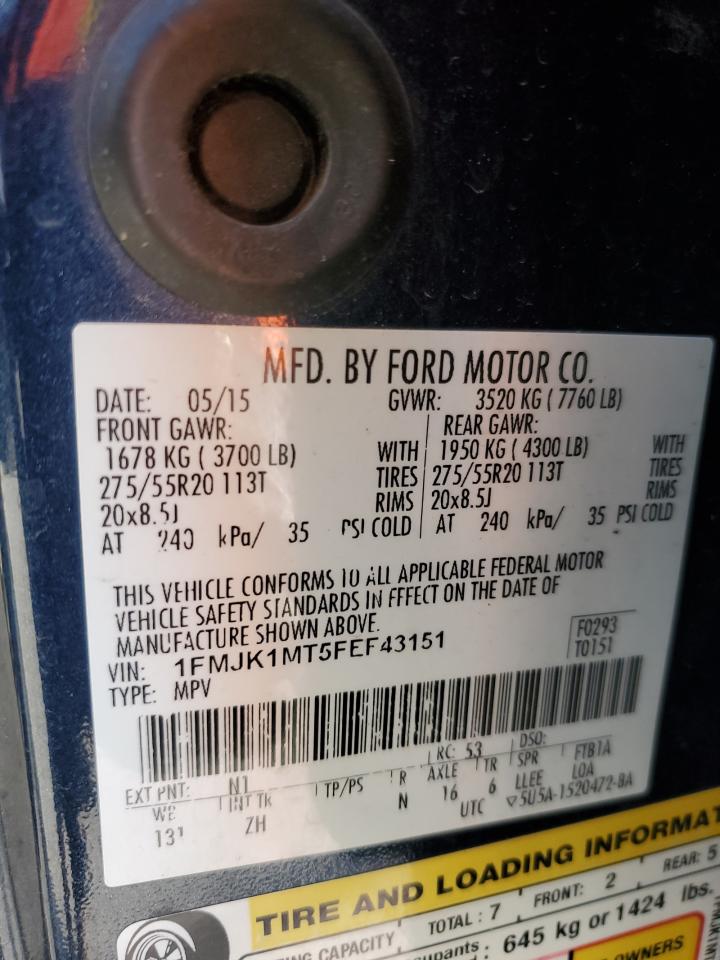 MFD. BY FORD MOTOR CO.
DATE: 05/15 GVWR: 3520 KG ( 7760 LB)
FRONT GAWR: REAR GAWR:
1678 KG ( 3700 LB) WITH 1950 KG ( 4300 LB) WITH
275/55R20 113T TIRES 275/55R20 113T TIRES
20x8.5J RIMS 20x8.5J RIMS
AT 240 kPa/ 35 PSI COLD AT 240 kPa/ 35 PSI COLD
THIS VEHICLE CONFORMS TO ALL APPLICABLE FEDERAL MOTOR
VEHICLE SAFETY STANDARDS IN EFFECT ON THE DATE OF
MANUFACTURE SHOWN ABOVE.
VIN: 1FMJK1MT5FEF43151 F0293
TYPE: MPV T0151
EXT PNT: N1 RC: 53 DSO:
WB INT TK TP/PS R AXLE TR SPR FTB1A
131 ZH N 16 6 LLEE LOA
UTC ▽5U5A-1520472-BA
TIRE AND LOADING INFORMAT
CAPACITY TOTAL : 7 FRONT: 2 REAR: 5
upants : 645 kg or 1424 lbs.
OWNERS